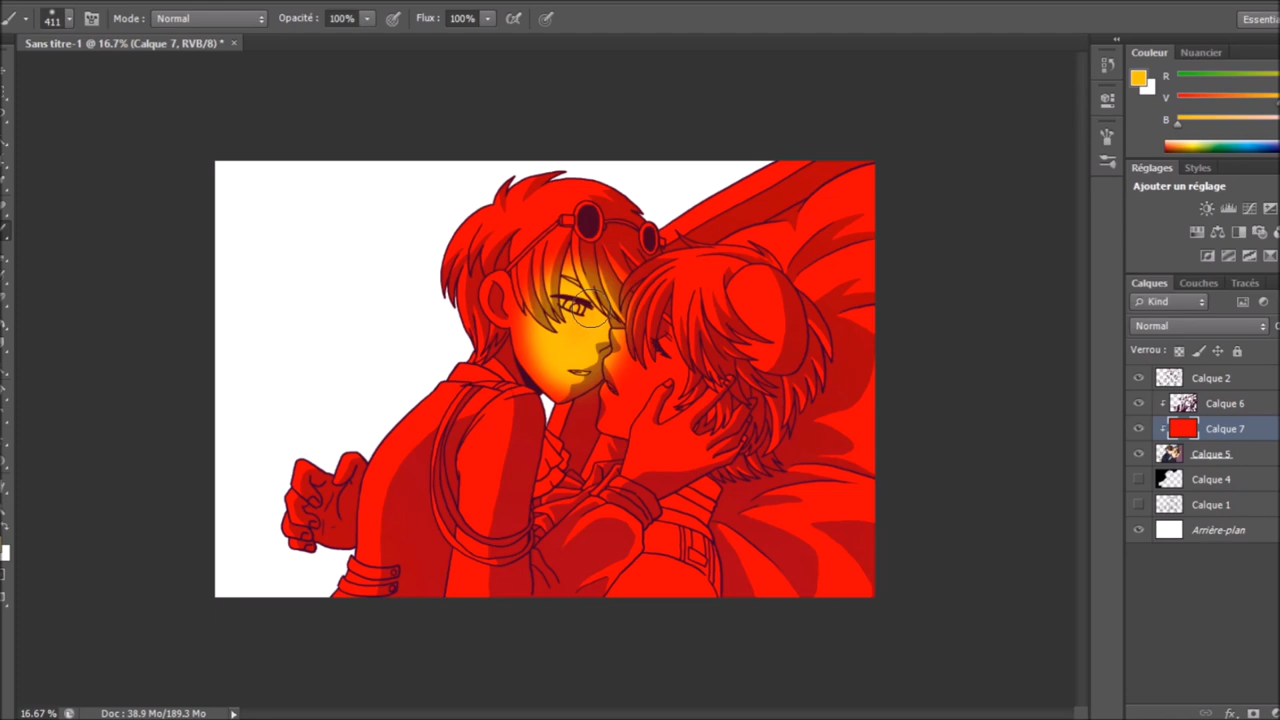 411 Mode : Normal Opacité : 100% Flux : 100%
Sans titre-1 @ 16.7% (Calque 7, RVB/8) * ×
Couleur Nuancier
R
V
B
Réglages Styles
Ajouter un réglage
Calques Couches Tracés
Kind
Normal
Verrou :
Calque 2
Calque 6
Calque 7
Calque 5
Calque 4
Calque 1
Arrière-plan
fx
16.67 % Doc : 38.9 Mo/189.3 Mo